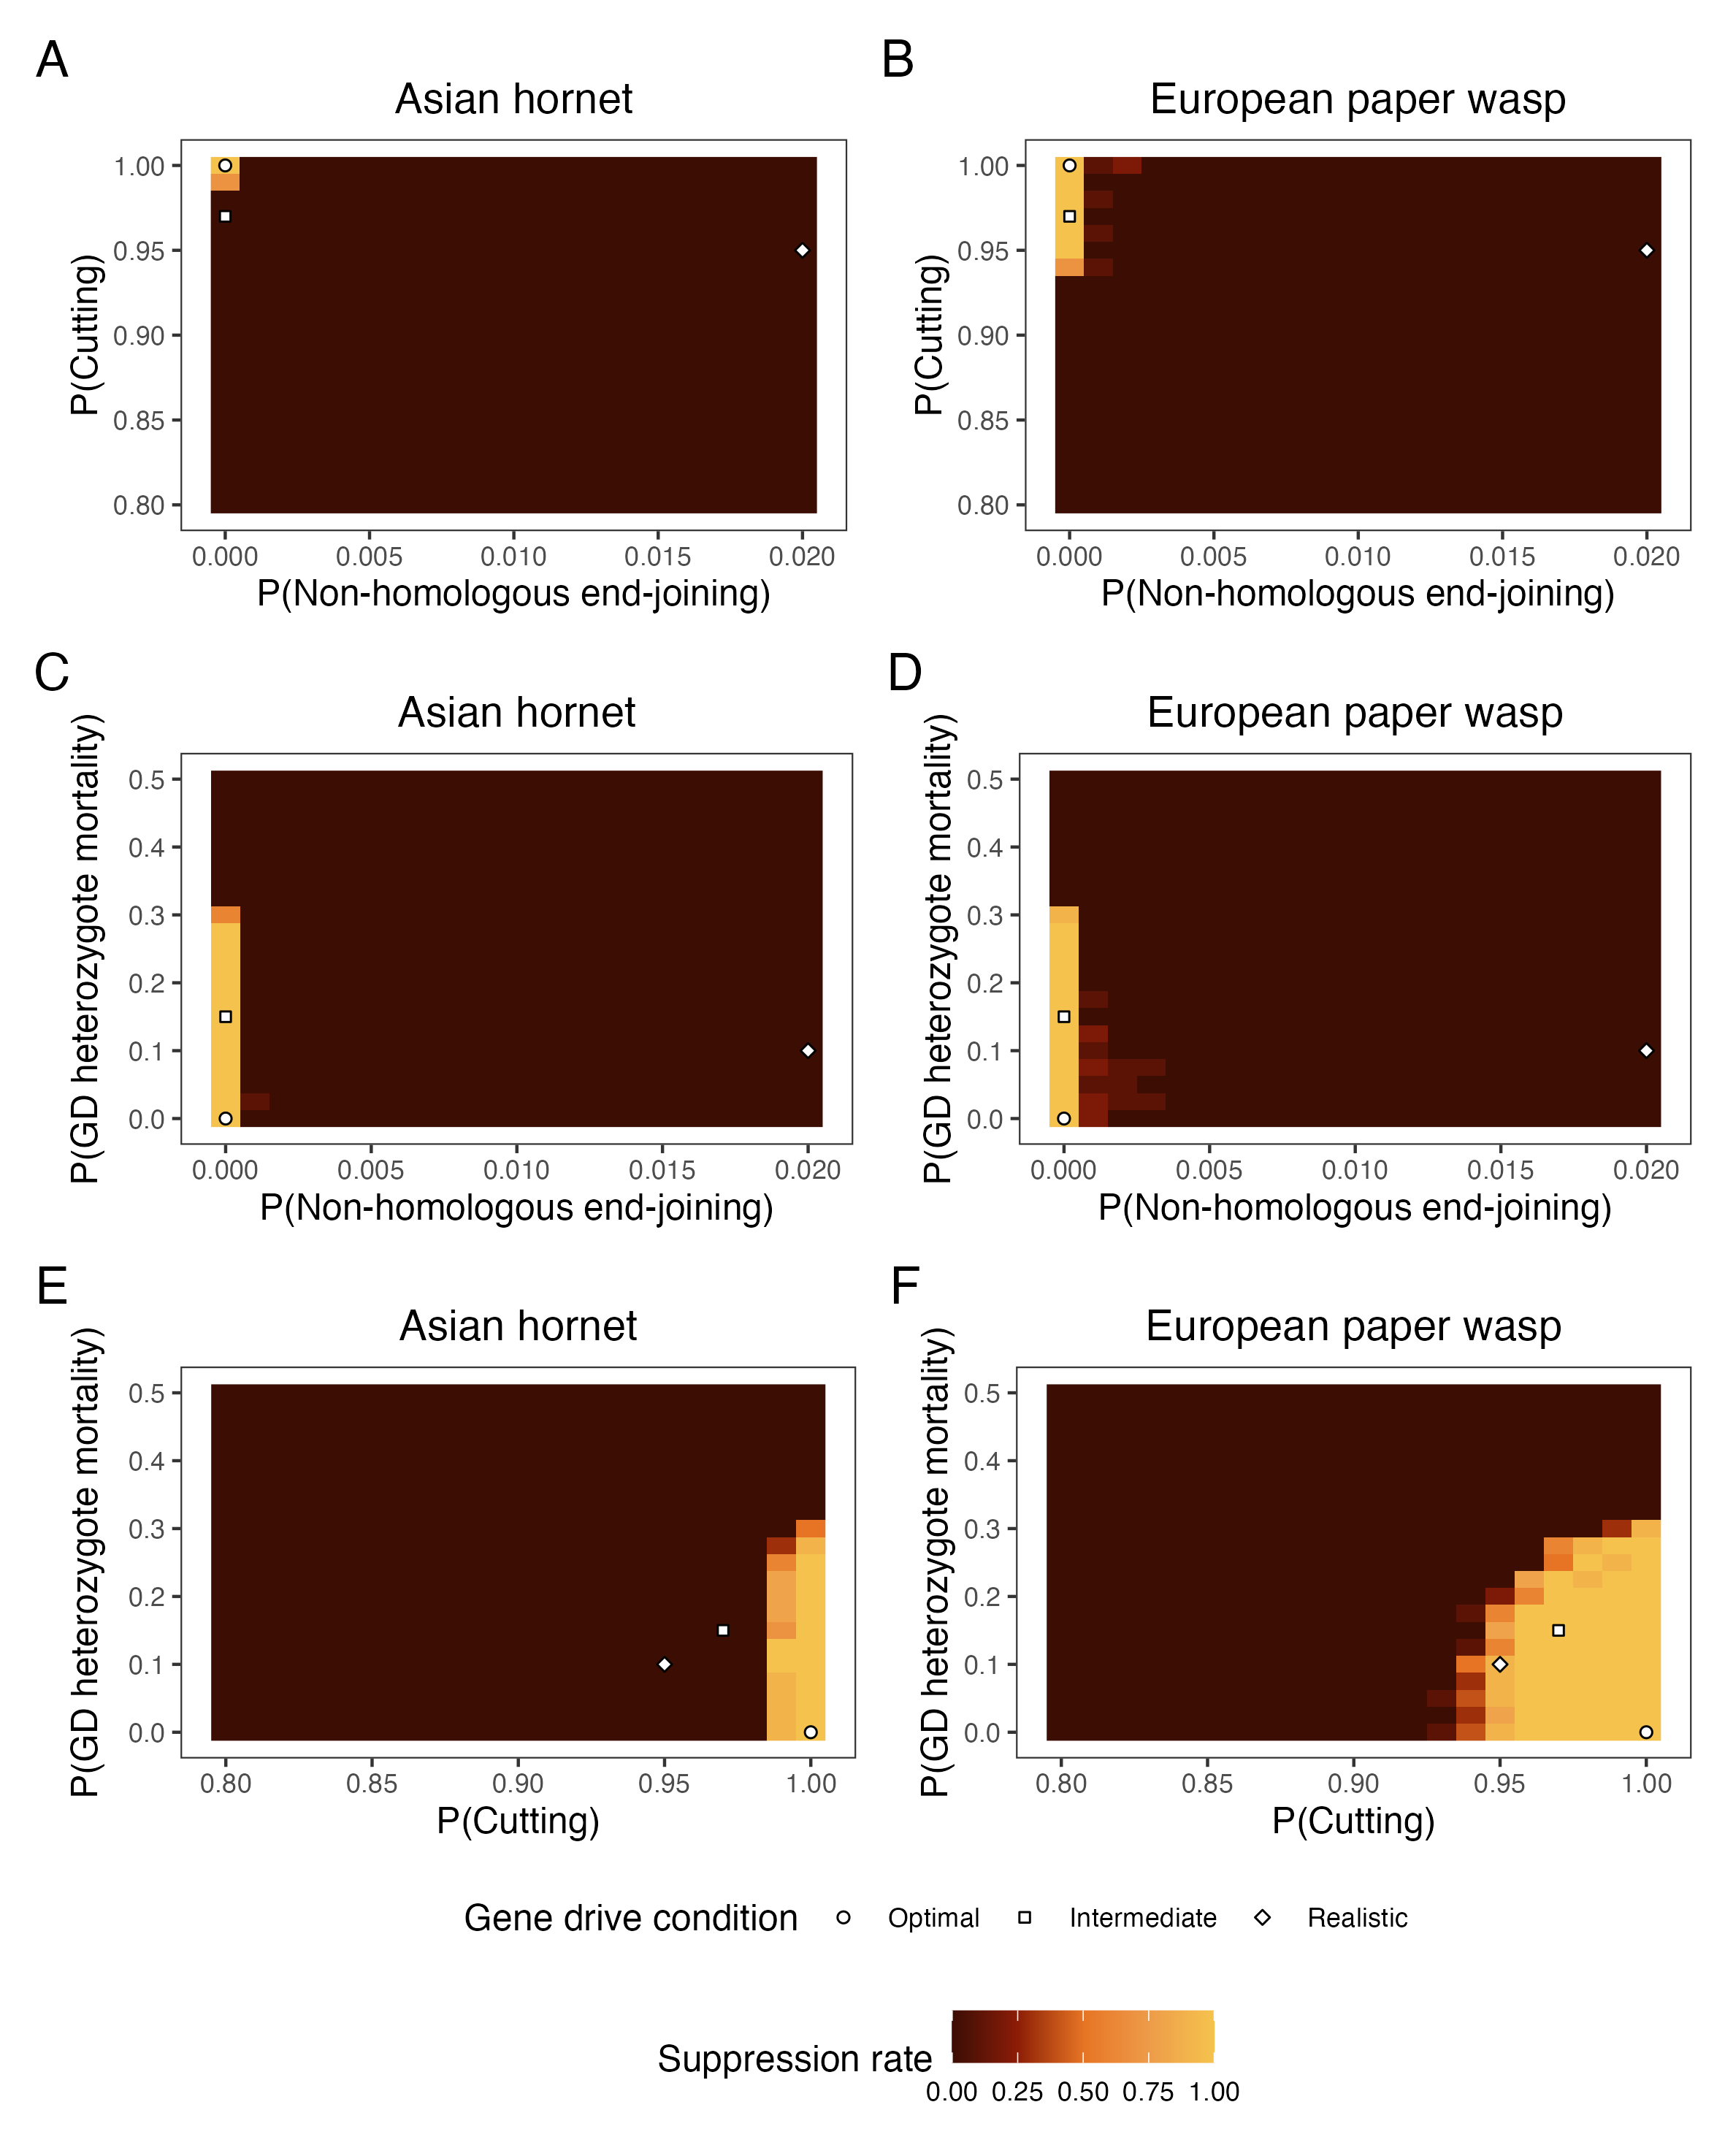 A
Asian hornet
P(Cutting)
1.00
0.95
0.90
0.85
0.80
0.000 0.005 0.010 0.015 0.020
P(Non-homologous end-joining)
B
European paper wasp
P(Cutting)
1.00
0.95
0.90
0.85
0.80
0.000 0.005 0.010 0.015 0.020
P(Non-homologous end-joining)
C
Asian hornet
P(GD heterozygote mortality)
0.5
0.4
0.3
0.2
0.1
0.0
0.000 0.005 0.010 0.015 0.020
P(Non-homologous end-joining)
D
European paper wasp
P(GD heterozygote mortality)
0.5
0.4
0.3
0.2
0.1
0.0
0.000 0.005 0.010 0.015 0.020
P(Non-homologous end-joining)
E
Asian hornet
P(GD heterozygote mortality)
0.5
0.4
0.3
0.2
0.1
0.0
0.80 0.85 0.90 0.95 1.00
P(Cutting)
F
European paper wasp
P(GD heterozygote mortality)
0.5
0.4
0.3
0.2
0.1
0.0
0.80 0.85 0.90 0.95 1.00
P(Cutting)
Gene drive condition Optimal Intermediate Realistic
Suppression rate
0.00 0.25 0.50 0.75 1.00